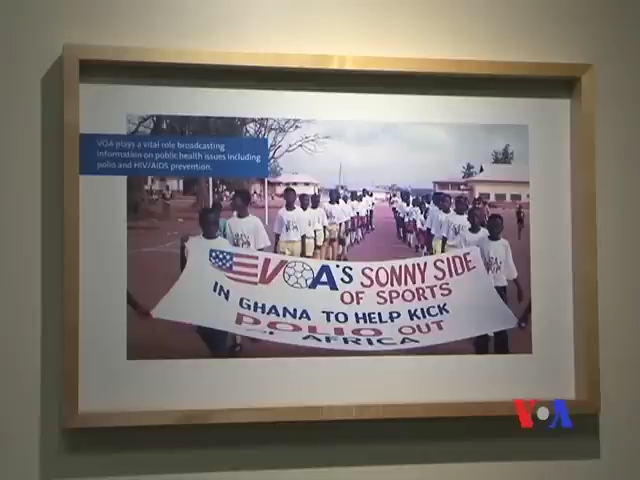 VOA plays a vital role broadcasting
information on public health issues including
polio and HIV/AIDS prevention.
VOA'S SONNY SIDE
OF SPORTS
IN GHANA TO HELP KICK
POLIO OUT
AFRICA
VOA